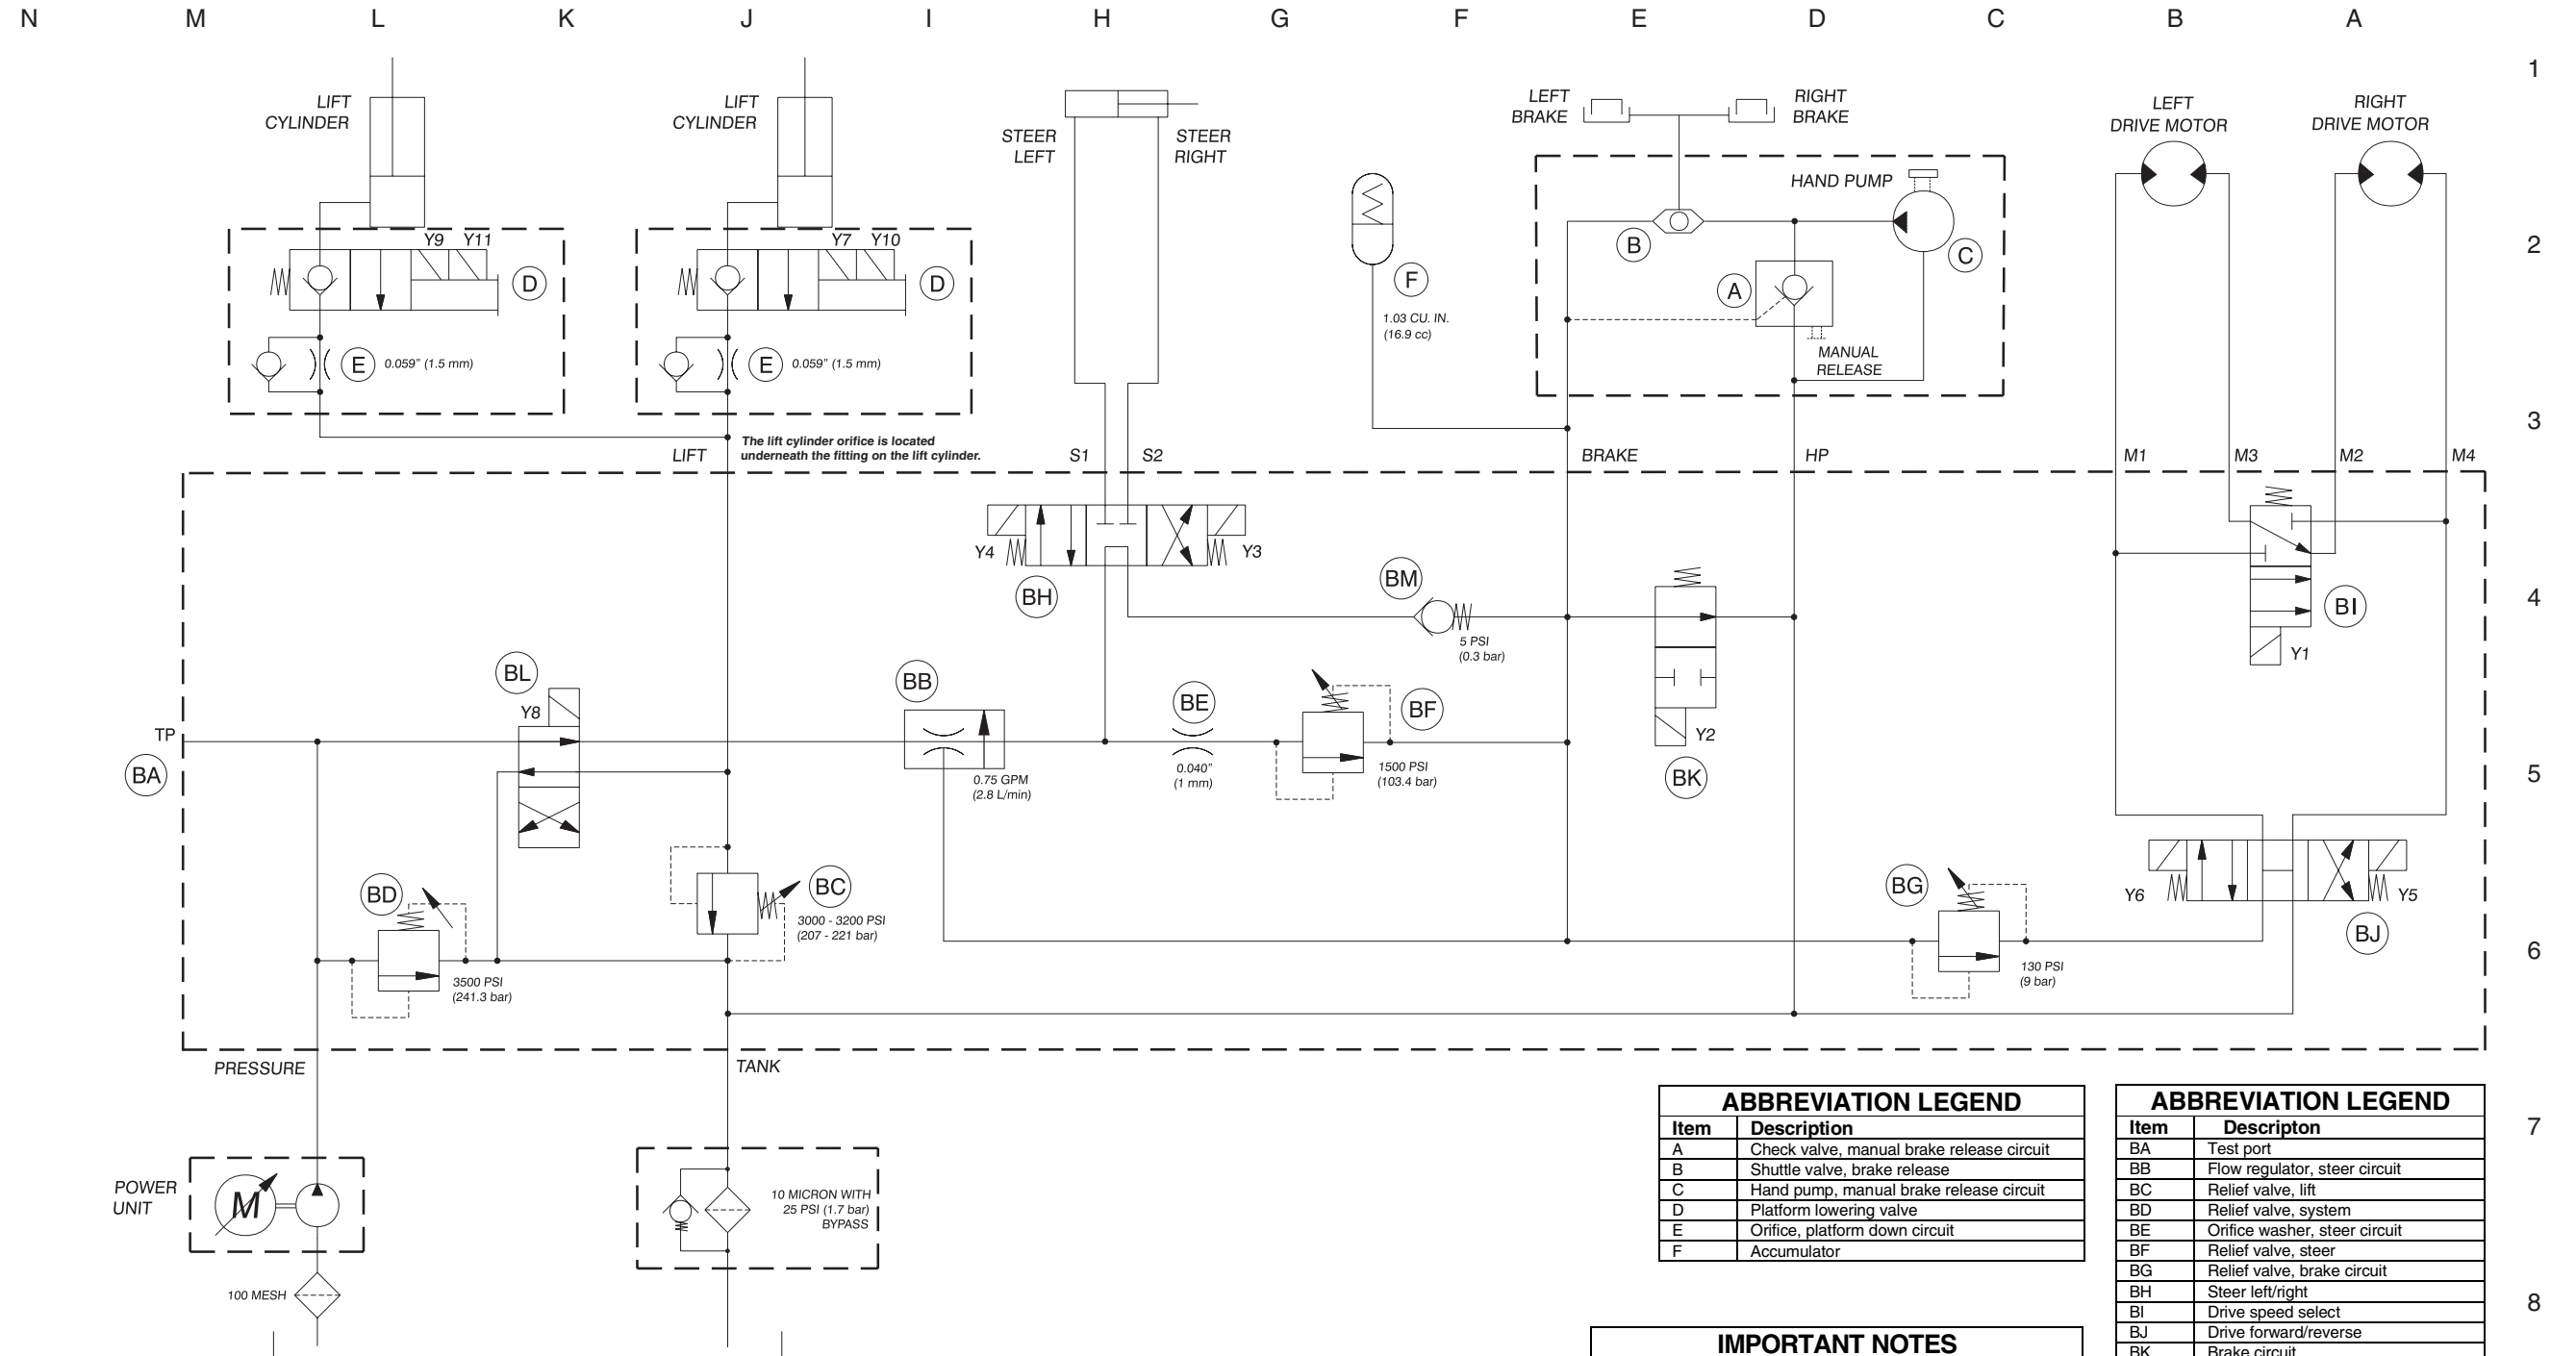 N M L K J I H G F E D C B A
1
2
3
4
5
6
7
8
LIFT
CYLINDER
LIFT
CYLINDER
STEER
LEFT
STEER
RIGHT
LEFT
BRAKE
RIGHT
BRAKE
LEFT
DRIVE MOTOR
RIGHT
DRIVE MOTOR
HAND PUMP
Y9 Y11
D
Y7 Y10
D
F
1.03 CU. IN.
(16.9 cc)
B
C
A
MANUAL
RELEASE
E 0.059" (1.5 mm)
E 0.059" (1.5 mm)
The lift cylinder orifice is located
underneath the fitting on the lift cylinder.
LIFT
S1 S2
BRAKE
HP
M1 M3 M2 M4
Y4 Y3
BH
BM
5 PSI
(0.3 bar)
BI
Y1
BL
Y8
TP
BA
BB
0.75 GPM
(2.8 L/min)
BE
0.040"
(1 mm)
BF
1500 PSI
(103.4 bar)
Y2
BK
BD
3500 PSI
(241.3 bar)
BC
3000 - 3200 PSI
(207 - 221 bar)
BG
130 PSI
(9 bar)
Y6 Y5
BJ
PRESSURE
TANK
POWER
UNIT
M
100 MESH
10 MICRON WITH
25 PSI (1.7 bar)
BYPASS
ABBREVIATION LEGEND
Item Description
A Check valve, manual brake release circuit
B Shuttle valve, brake release
C Hand pump, manual brake release circuit
D Platform lowering valve
E Orifice, platform down circuit
F Accumulator
ABBREVIATION LEGEND
Item Descripton
BA Test port
BB Flow regulator, steer circuit
BC Relief valve, lift
BD Relief valve, system
BE Orifice washer, steer circuit
BF Relief valve, steer
BG Relief valve, brake circuit
BH Steer left/right
BI Drive speed select
BJ Drive forward/reverse
BK Brake circuit
IMPORTANT NOTES